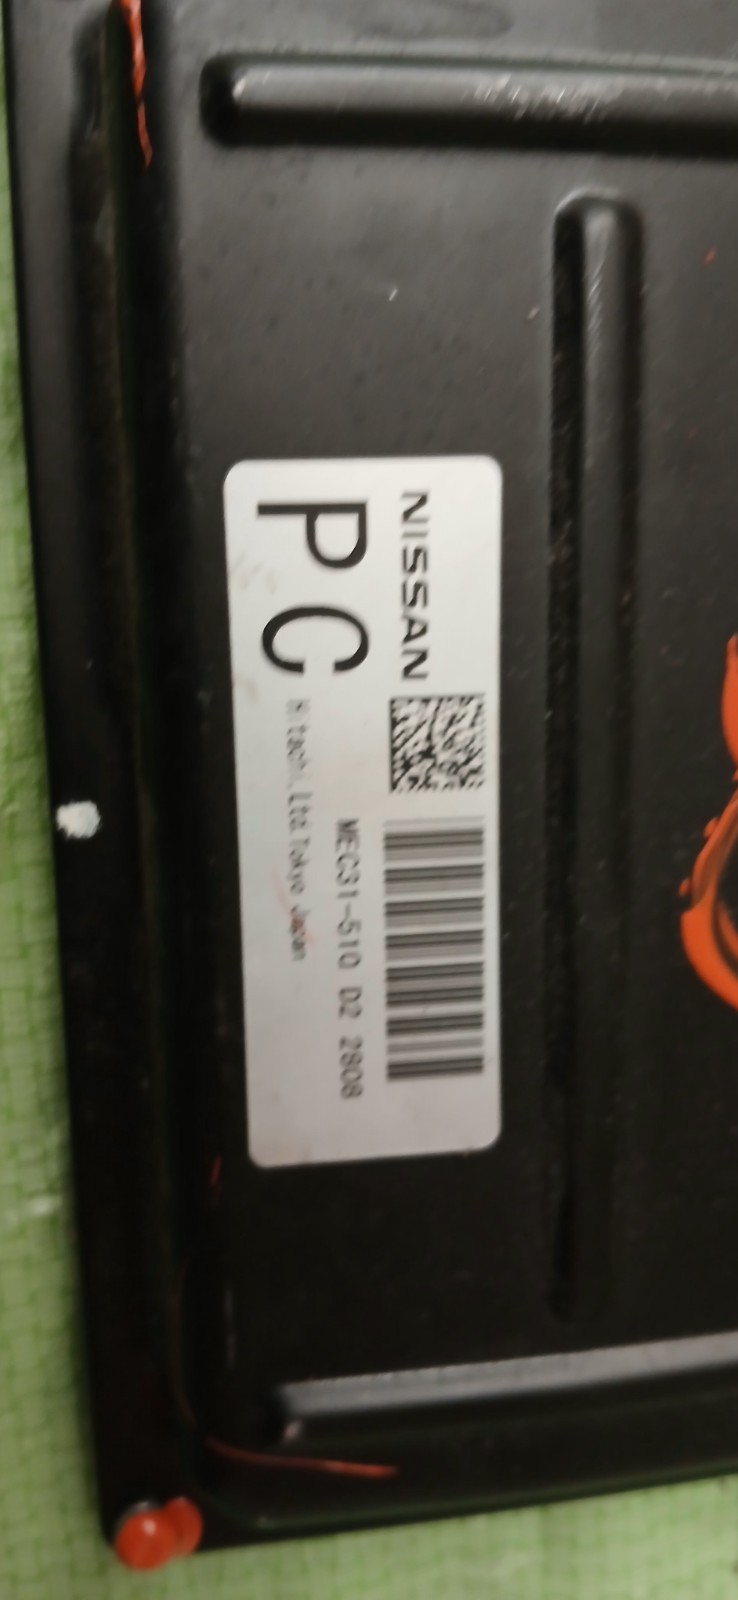 NISSAN
MEC31-510 D2 2808
PC
Hitachi, Ltd. Tokyo Japan